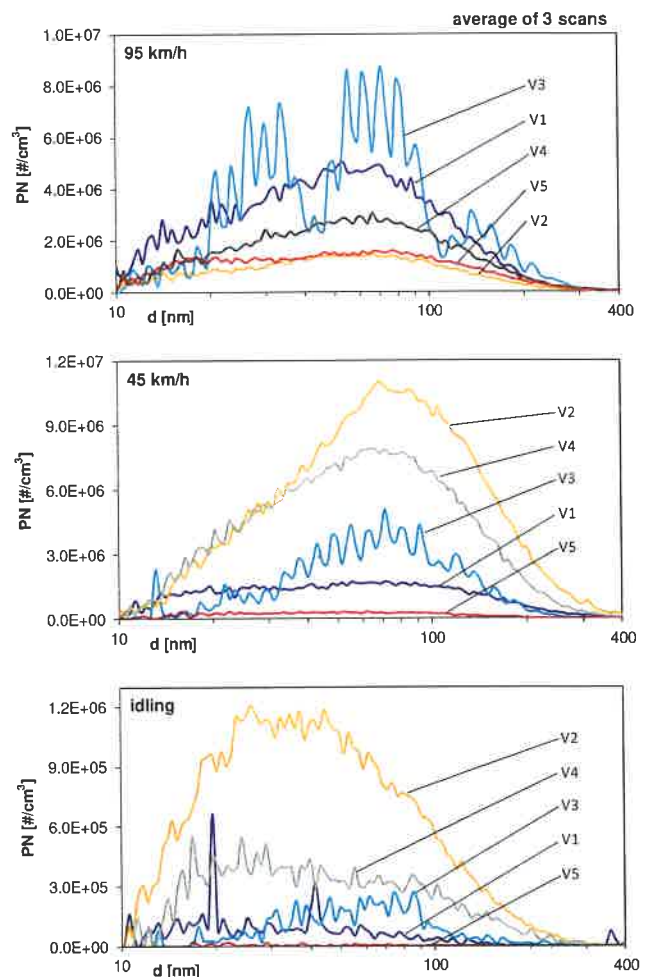 average of 3 scans
1.0E+07
95 km/h
8.0E+06
V3
6.0E+06
V1
PN [#/cm³]
V4
4.0E+06
V5
2.0E+06
V2
0.0E+00
10
100
400
d [nm]
1.2E+07
45 km/h
9.0E+06
V2
V4
PN [#/cm³]
6.0E+06
V3
V1
3.0E+06
V5
0.0E+00
10
100
400
d [nm]
idling
1.2E+06
V2
9.0E+05
V4
PN [#/cm³]
V3
6.0E+05
V1
3.0E+05
V5
0.0E+00
10
100
400
d [nm]